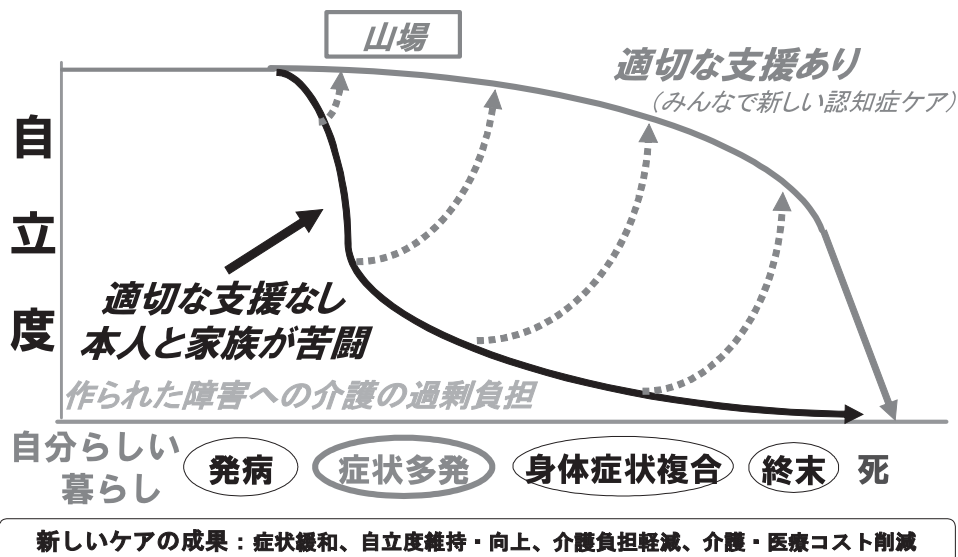 山場
適切な支援あり
（みんなで新しい認知症ケア）
自立度
適切な支援なし
本人と家族が苦闘
作られた障害への介護の過剰負担
自分らしい
暮らし
発病
症状多発
身体症状複合
終末
死
新しいケアの成果：症状緩和、自立度維持・向上、介護負担軽減、介護・医療コスト削減